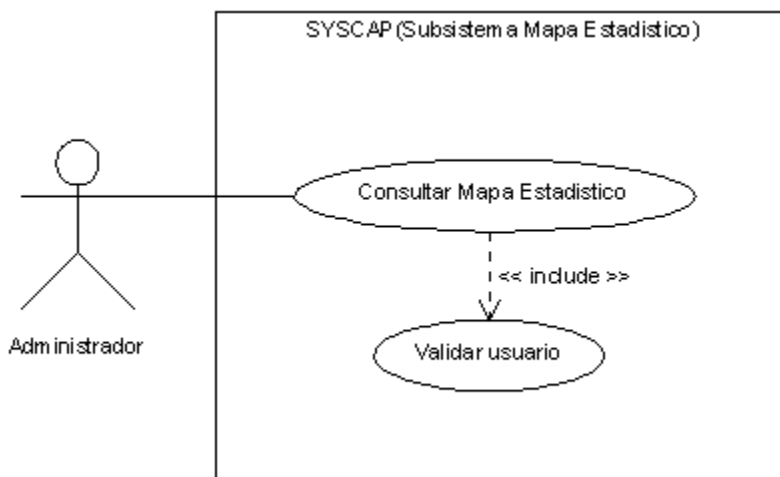 SYSCAP(Subsistema Mapa Estadistico)
Consultar Mapa Estadistico
<< include >>
Administrador
Validar usuario